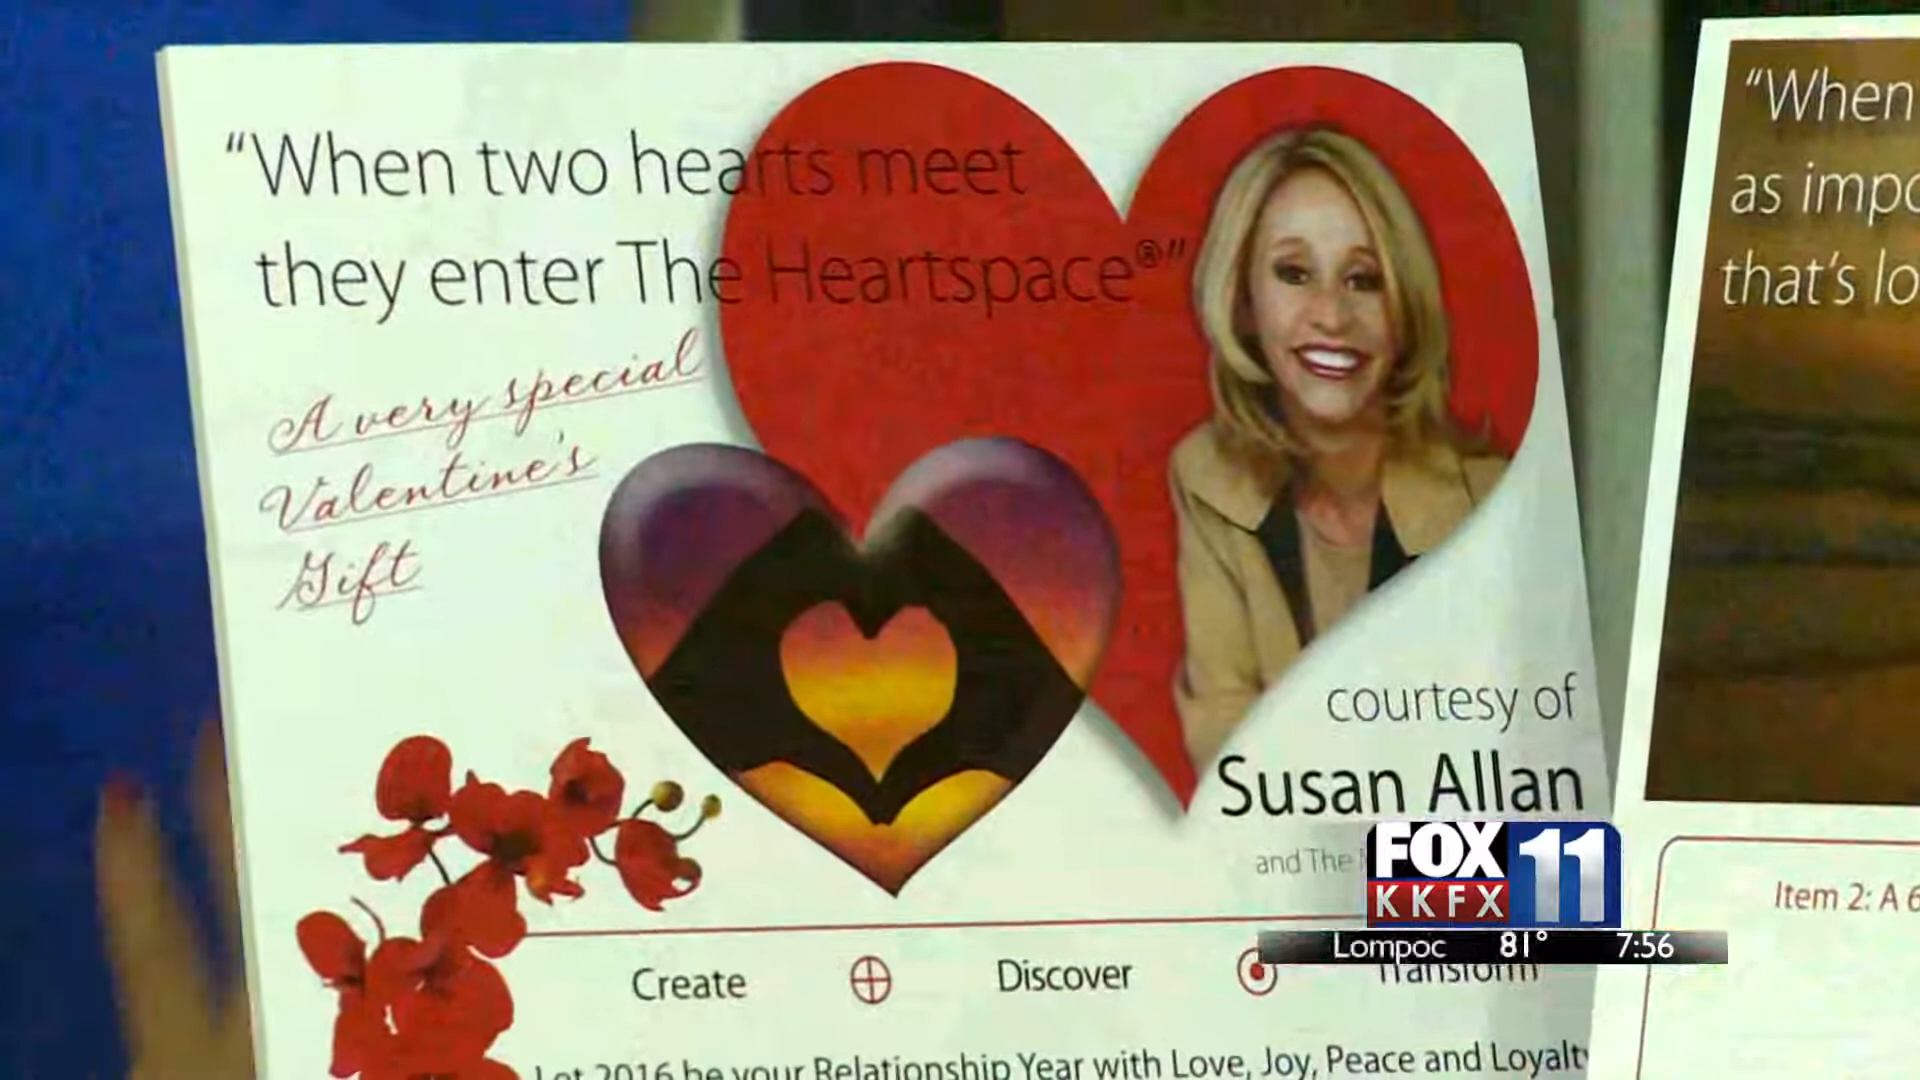 “When two hearts meet
they enter The Heartspace®”
A very special
Valentine's
Gift
courtesy of
Susan Allan
and The
Create
Discover
Transform
Let 2016 be your Relationship Year with Love, Joy, Peace and Loyalty
“When
as impo
that's lo
Item 2: A 6
FOX 11
KKFX
Lompoc 81° 7:56